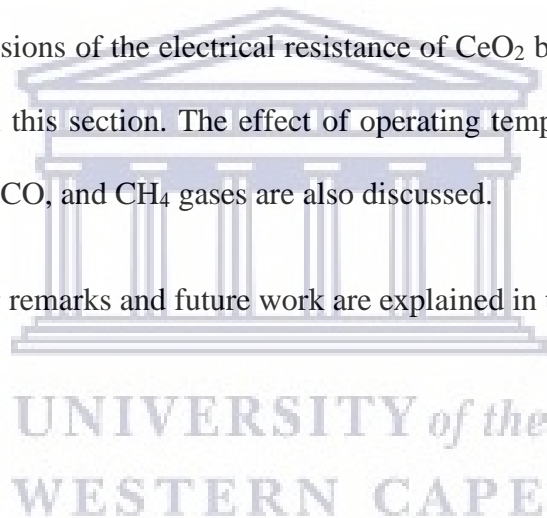 sions of the electrical resistance of CeO₂ b
this section. The effect of operating temp
CO, and CH₄ gases are also discussed.
remarks and future work are explained in
UNIVERSITY of the
WESTERN CAPE